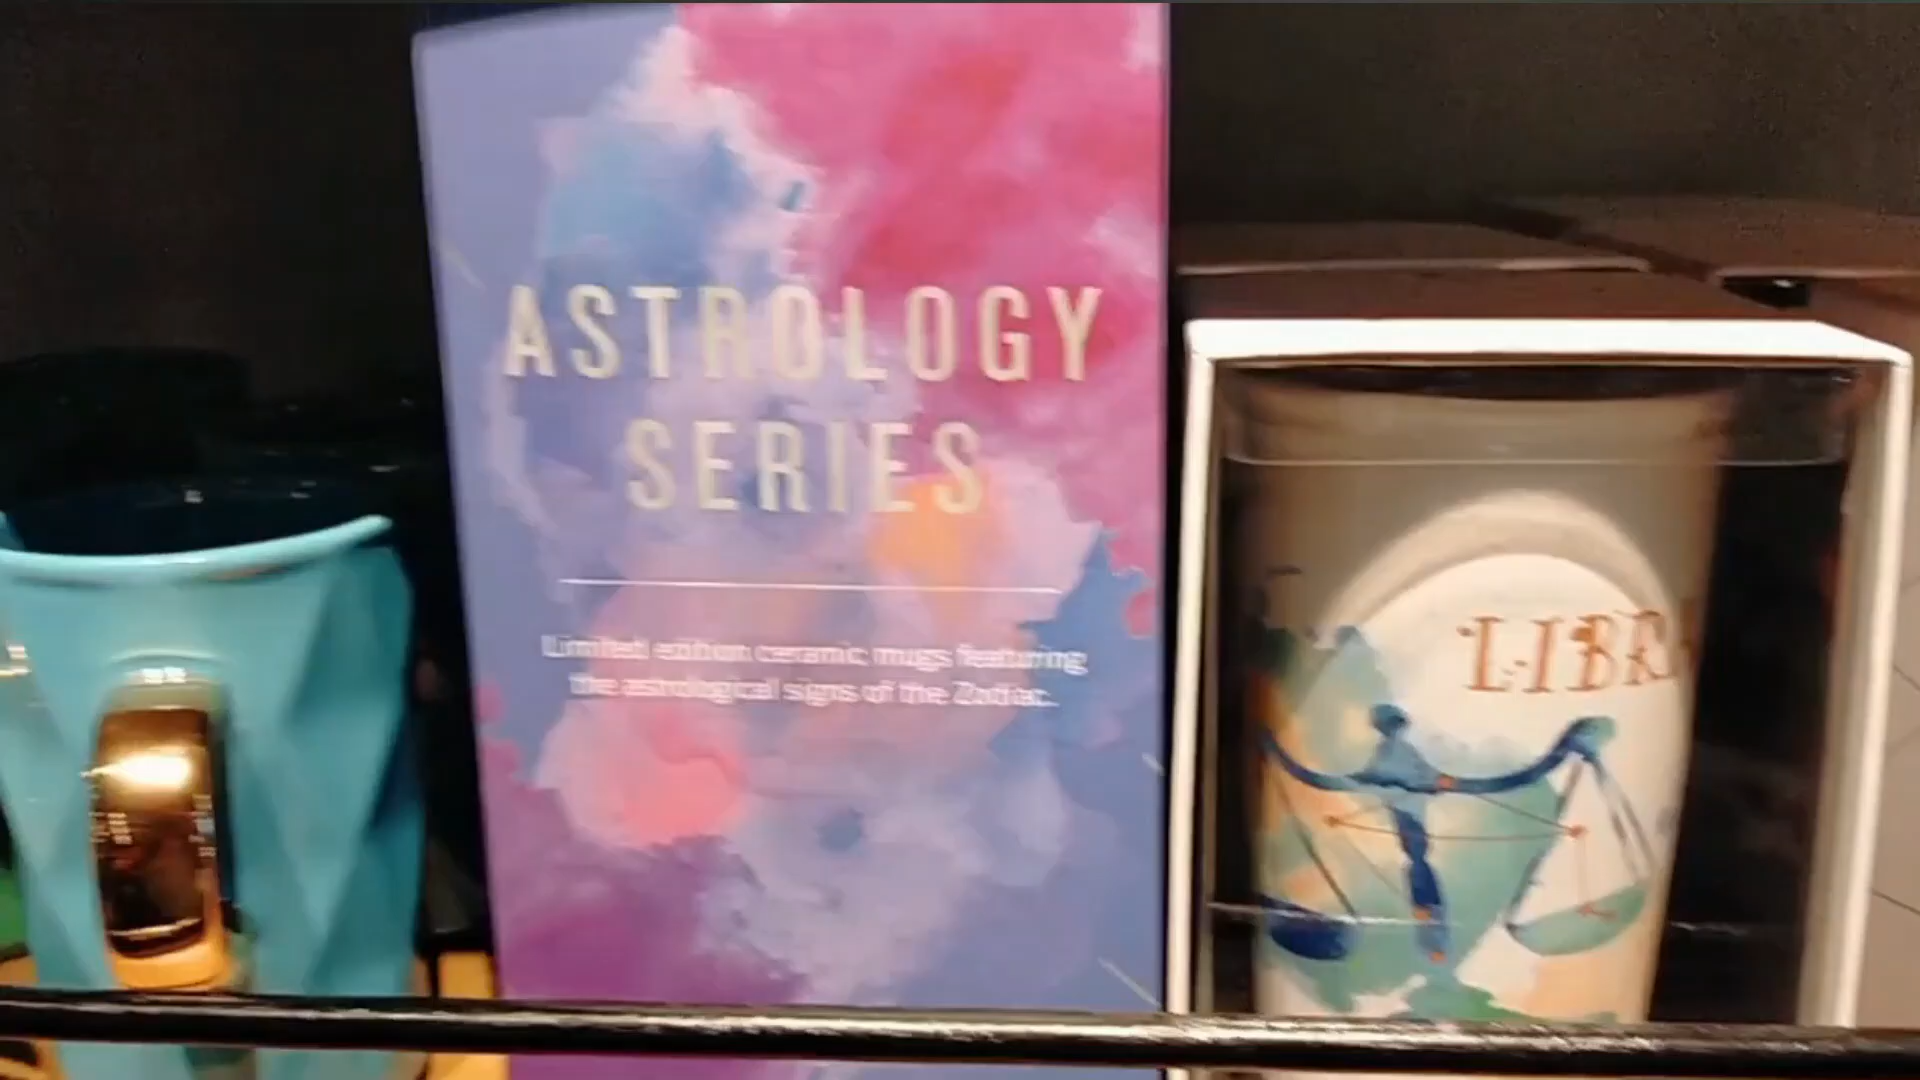 ASTROLOGY
SERIES
Limited edition ceramic mugs featuring
the astrological signs of the Zodiac.
LIBR